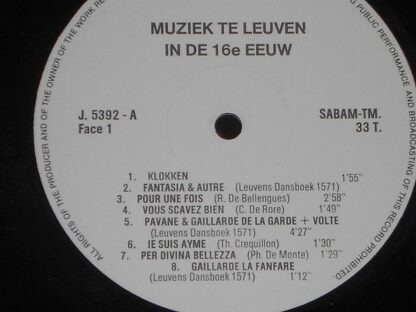 MUZIEK TE LEUVEN
IN DE 16e EEUW
J. 5392 - A
Face 1
SABAM-TM.
33 T.
1. KLOKKEN 1'55"
2. FANTASIA & AUTRE (Leuvens Dansboek 1571)
3. POUR UNE FOIS (R. De Bellengues) 2'58"
4. VOUS SCAVEZ BIEN (C. De Rore) 1'49"
5. PAVANE & GAILLARDE DE LA GARDE + VOLTE
(Leuvens Dansboek 1571) 4'27"
6. IE SUIS AYME (Th. Crequillon) 1'30"
7. PER DIVINA BELLEZZA (Ph. De Monte) 1'29"
8. GAILLARDE LA FANFARE
(Leuvens Dansboek 1571) 1'12"
ALL RIGHTS OF THE PRODUCER AND OF THE OWNER OF THE WORK RE
NG PUBLIC PERFORMANCE AND BROADCASTING OF THIS RECORD PROHIBITED.